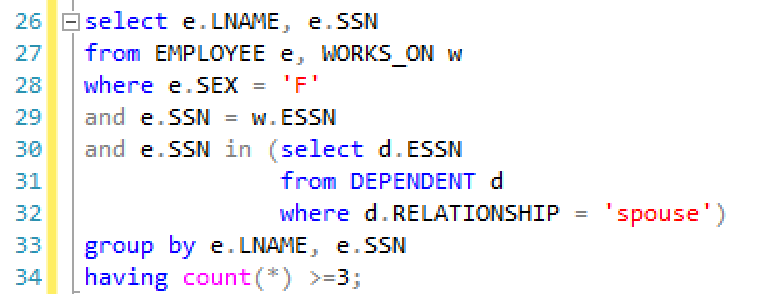 26 select e.LNAME, e.SSN
27 from EMPLOYEE e, WORKS_ON w
28 where e.SEX = 'F'
29 and e.SSN = w.ESSN
30 and e.SSN in (select d.ESSN
31 from DEPENDENT d
32 where d.RELATIONSHIP = 'spouse')
33 group by e.LNAME, e.SSN
34 having count(*) >=3;